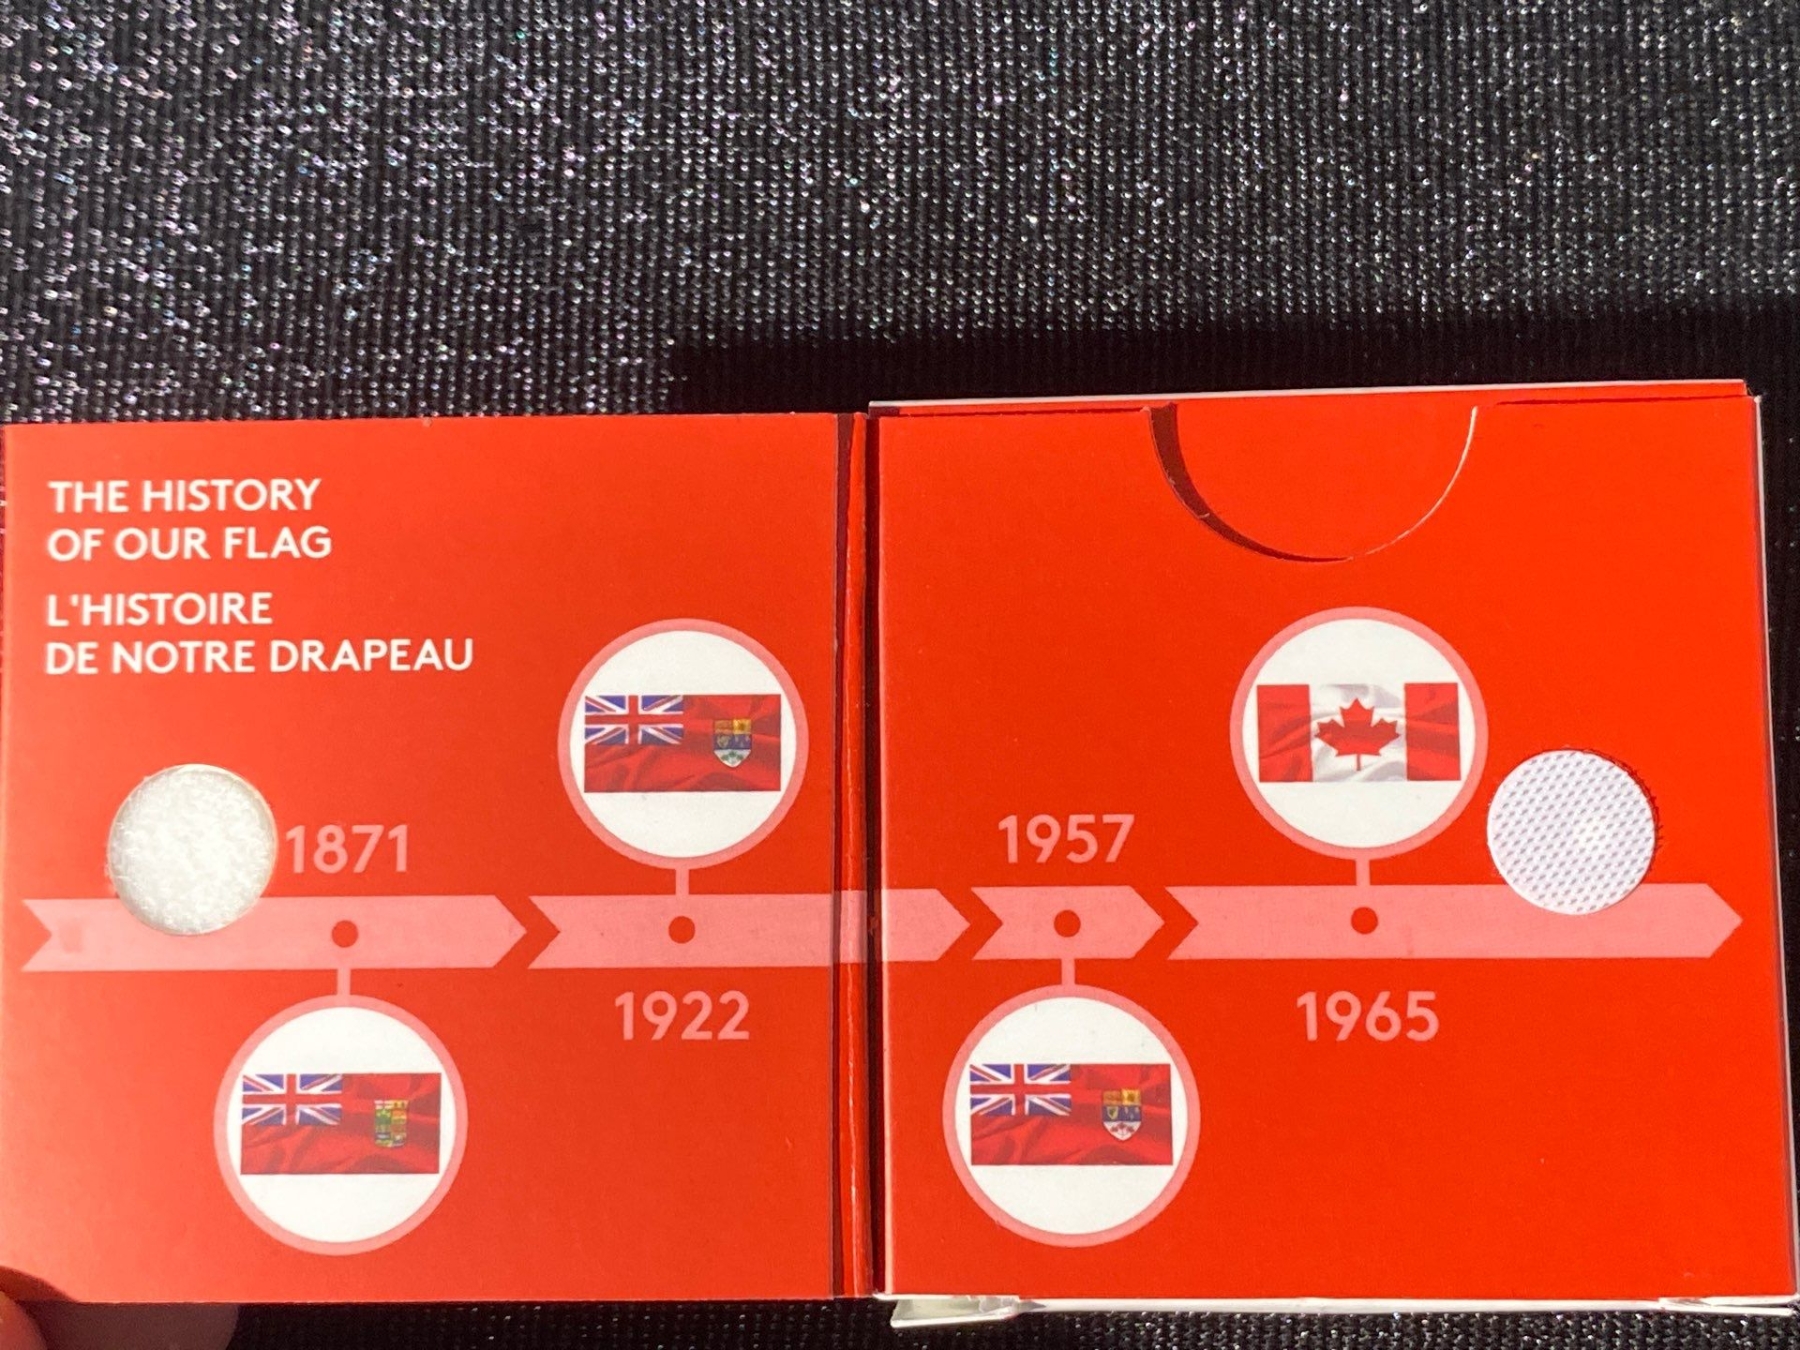 THE HISTORY
OF OUR FLAG
L'HISTOIRE
DE NOTRE DRAPEAU
1871
1922
1957
1965